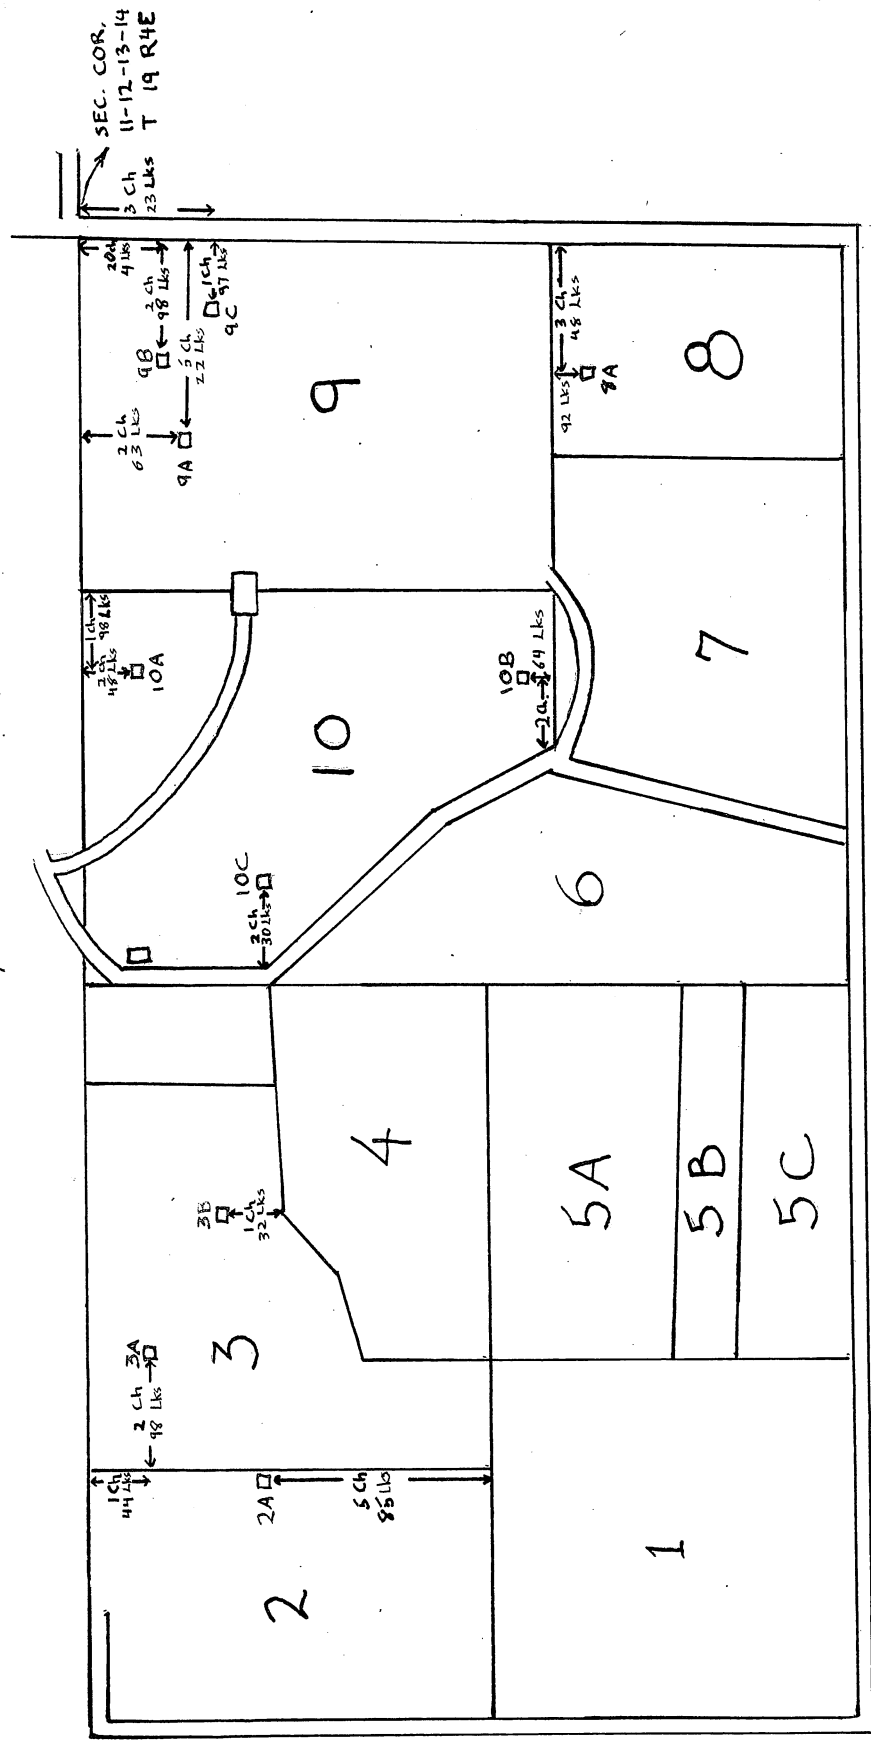 SEC. COR.
11-12-13-14
T 19 R4E
3 Ch
23 Lks
20ch
4 Lks
2 Ch
98 Lks
9B
1 Ch
97 Lks
9C
5 Ch
22 Lks
2 Ch
63 Lks
9A
9
3 Ch
48 Lks
92 Lks
8A
8
1 ch
98 Lks
2 ch
48 Lks
10A
10B
64 Lks
2a.
10
7
10C
2 Ch
30 Lks
6
4
3B
1 Ch
32 Lks
5A
5B
5C
3A
2 Ch
98 Lks
3
1 Ch
44 Lks
2A
5 Ch
85 Lks
2
1